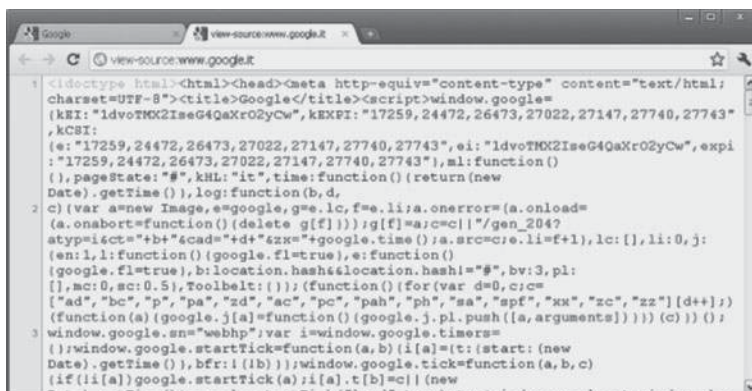 Google view-source:www.google.it
view-source:www.google.it
1 <!doctype html><html><head><meta http-equiv="content-type" content="text/html;
charset=UTF-8"><title>Google</title><script>window.google=
{kEI:"1dvoTMX2IseG4QaXrO2yCw",kEXPI:"17259,24472,26473,27022,27147,27740,27743"
,kCSI:
{e:"17259,24472,26473,27022,27147,27740,27743",ei:"1dvoTMX2IseG4QaXrO2yCw",expi
:"17259,24472,26473,27022,27147,27740,27743"},ml:function()
{},pageState:"#",kHL:"it",time:function(){return(new
Date).getTime()},log:function(b,d,
2 c){var a=new Image,e=google,g=e.lc,f=e.li;a.onerror=(a.onload=
(a.onabort=function(){delete g[f]}));g[f]=a;c=c||"/gen_204?
atyp=i&ct="+b+"&cad="+d+"&zx="+google.time();a.src=c;e.li=f+1},lc:[],li:0,j:
{en:1,l:function(){google.fl=true},e:function()
{google.fl=true},b:location.hash&&location.hash!="#",bv:3,pl:
[],mc:0,sc:0.5},Toolbelt:{}};(function(){for(var d=0,c;c=
["ad","bc","p","pa","zd","ac","pc","pah","ph","sa","spf","xx","zc","zz"][d++];)
(function(a){google.j[a]=function(){google.j.pl.push([a,arguments])}})(c)})();
3 window.google.sn="webhp";var i=window.google.timers=
{};window.google.startTick=function(a,b){i[a]={t:{start:(new
Date).getTime()},bfr:!(!b)}};window.google.tick=function(a,b,c)
{if(!i[a])google.startTick(a);i[a].t[b]=c||(new